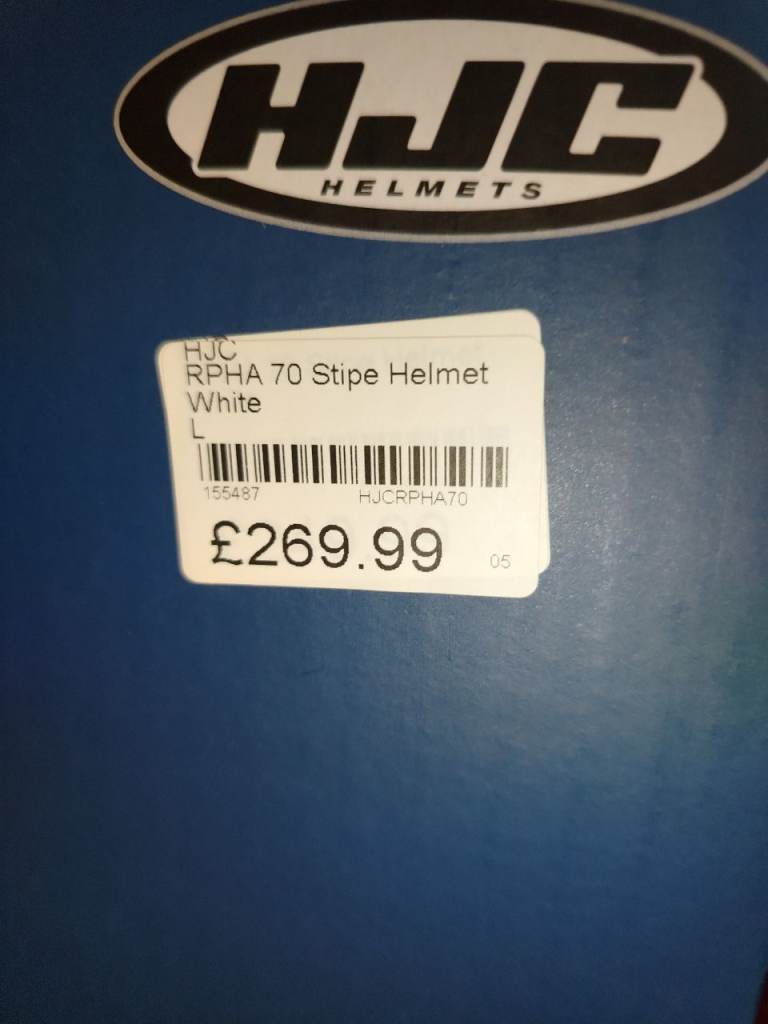 HJC
HELMETS
HJC
RPHA 70 Stipe Helmet
White
L
155487 HJCRPHA70
£269.99 05